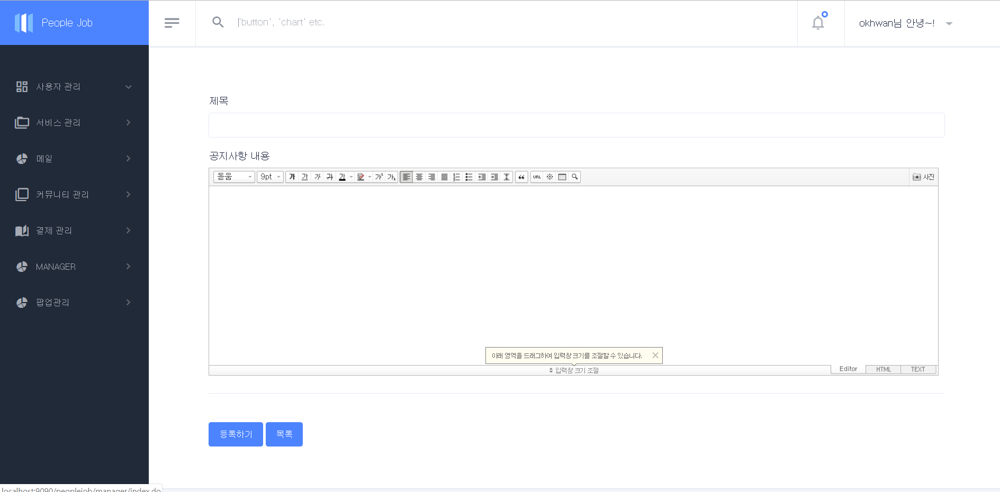 People Job
'button', 'chart' etc.
okhwan님 안녕~!
사용자 관리
서비스 관리
메일
커뮤니티 관리
결제 관리
MANAGER
팝업관리
제목
공지사항 내용
돋움 9pt 가 가 가 가 가 가¹ 가₁ URL ※ 사진
아래 영역을 드래그하여 입력창 크기를 조절할 수 있습니다.
입력창 크기 조절
Editor HTML TEXT
등록하기 목록
localhost:9090/peoplejob/manager/index.do